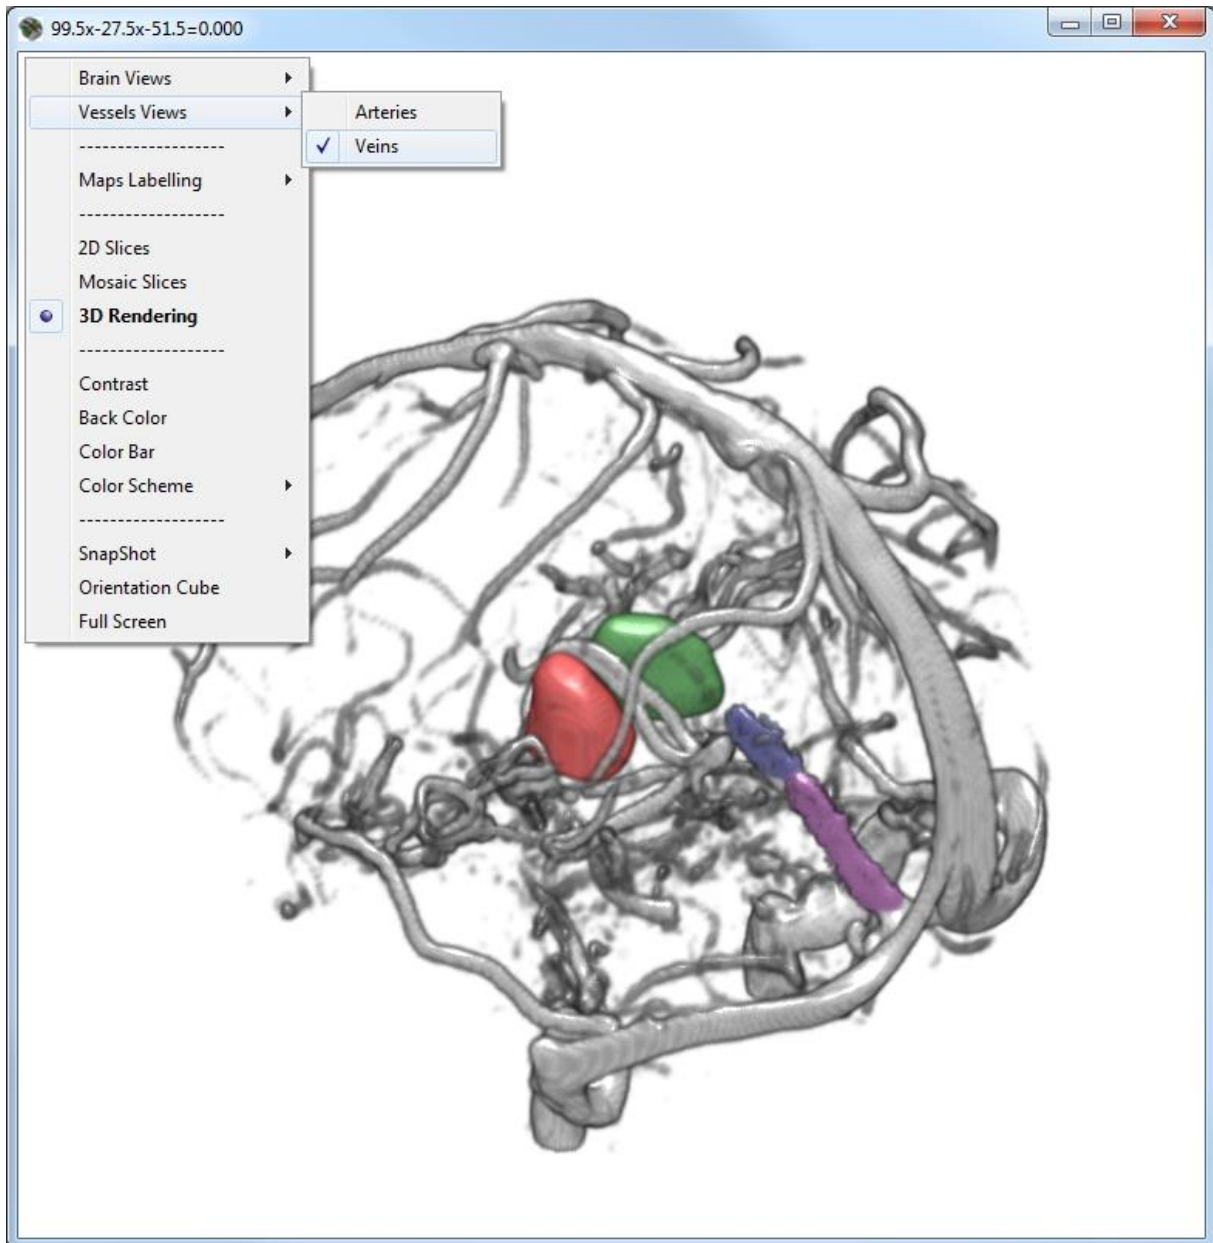 99.5x-27.5x-51.5=0.000
Brain Views
Vessels Views
Arteries
Veins
-------------------
Maps Labelling
-------------------
2D Slices
Mosaic Slices
3D Rendering
-------------------
Contrast
Back Color
Color Bar
Color Scheme
-------------------
SnapShot
Orientation Cube
Full Screen